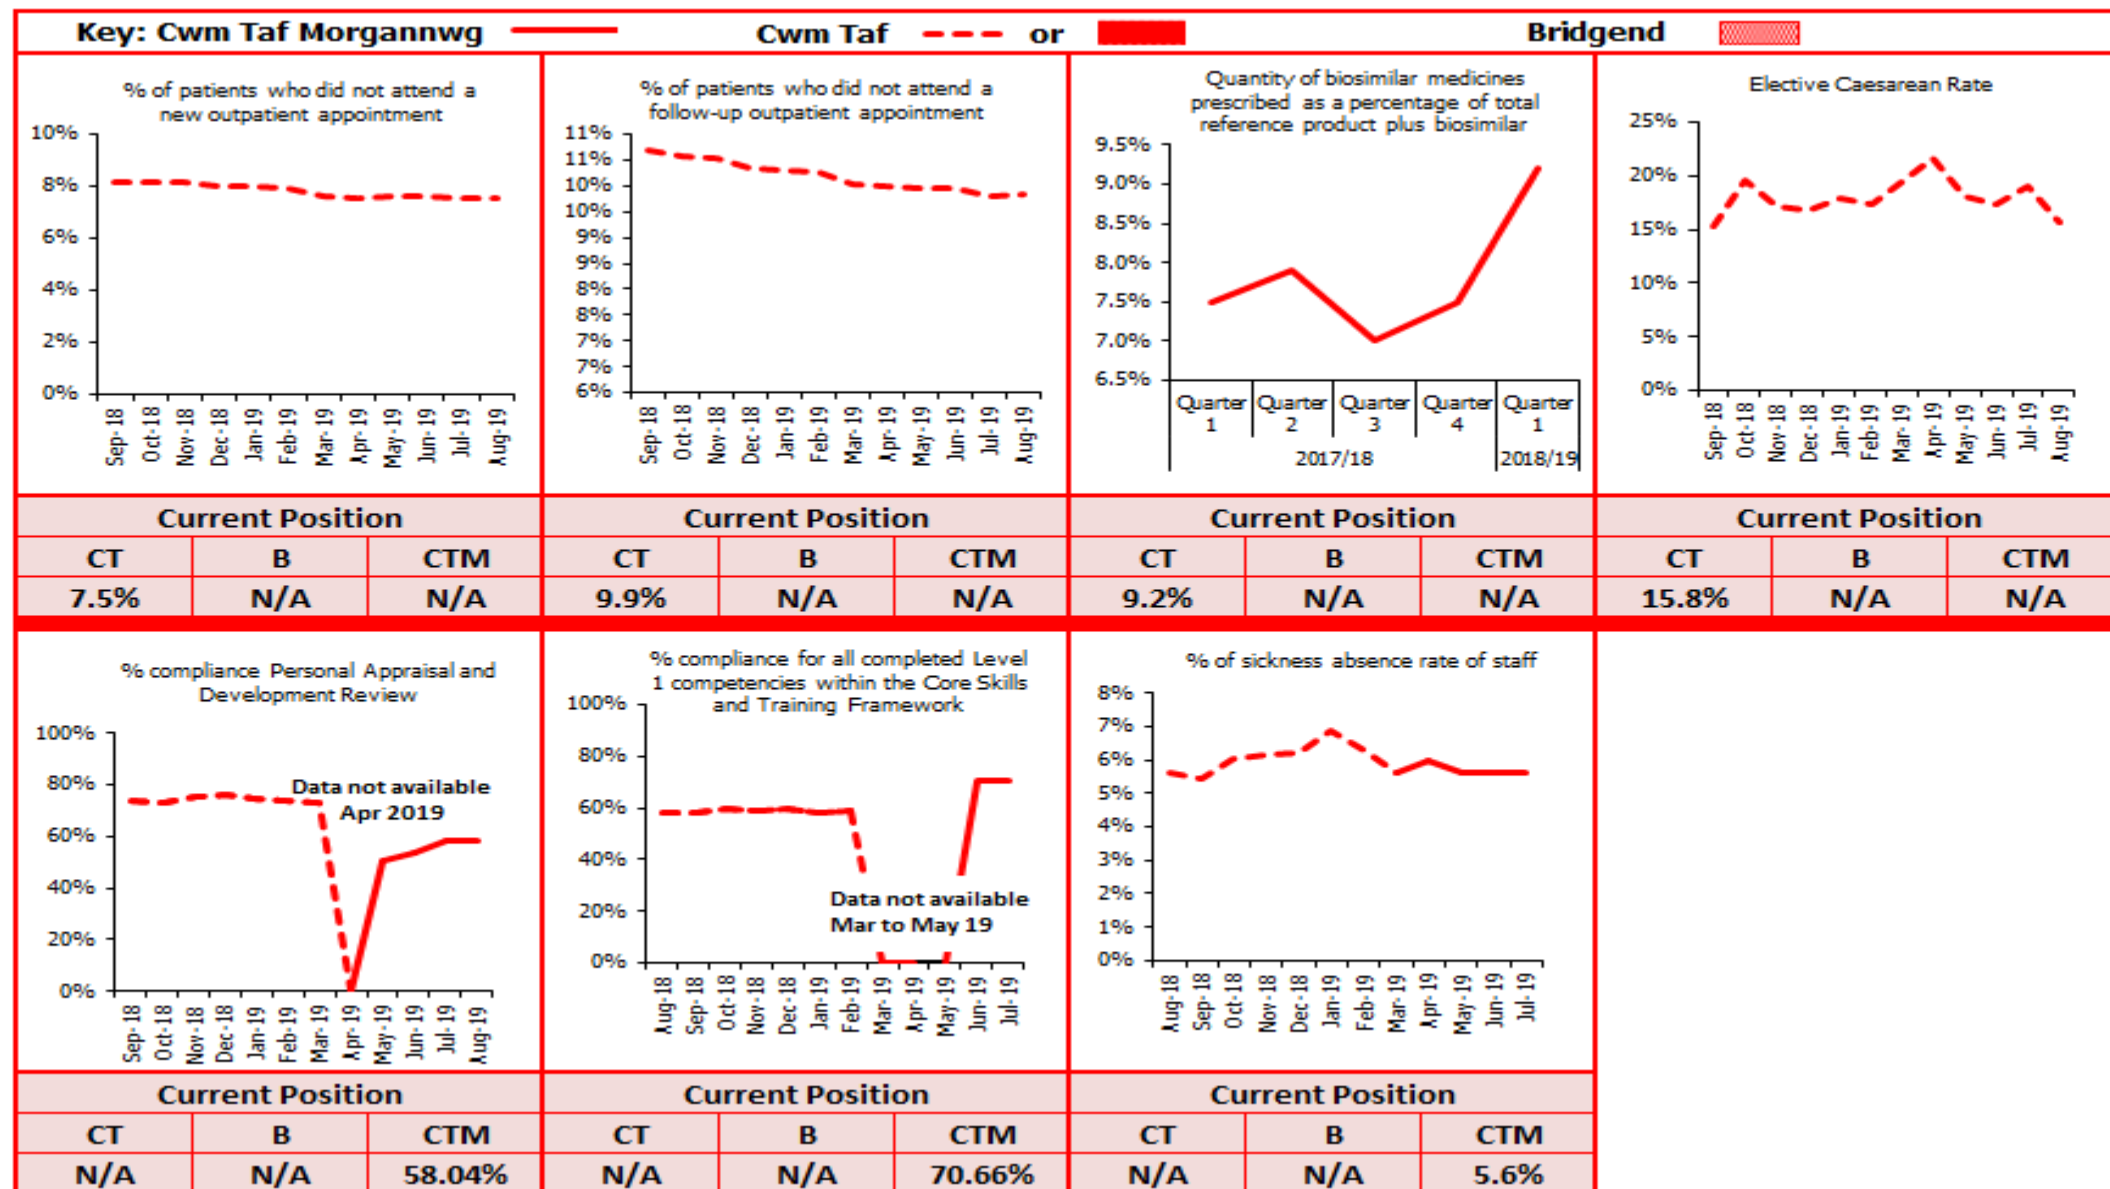 Key: Cwm Taf Morgannwg
Cwm Taf
or
Bridgend
% of patients who did not attend a
new outpatient appointment
10%
8%
6%
4%
2%
0%
Sep-18
Oct-18
Nov-18
Dec-18
Jan-19
Feb-19
Mar-19
Apr-19
May-19
Jun-19
Jul-19
Aug-19
% of patients who did not attend a
follow-up outpatient appointment
11%
11%
10%
10%
9%
9%
8%
8%
7%
7%
6%
Sep-18
Oct-18
Nov-18
Dec-18
Jan-19
Feb-19
Mar-19
Apr-19
May-19
Jun-19
Jul-19
Aug-19
Quantity of biosimilar medicines
prescribed as a percentage of total
reference product plus biosimilar
9.5%
9.0%
8.5%
8.0%
7.5%
7.0%
6.5%
Quarter Quarter Quarter Quarter Quarter
1 2 3 4 1
2017/18 2018/19
Elective Caesarean Rate
25%
20%
15%
10%
5%
0%
Sep-18
Oct-18
Nov-18
Dec-18
Jan-19
Feb-19
Mar-19
Apr-19
May-19
Jun-19
Jul-19
Aug-19
Current Position Current Position Current Position Current Position
CT B CTM CT B CTM CT B CTM CT B CTM
7.5% N/A N/A 9.9% N/A N/A 9.2% N/A N/A 15.8% N/A N/A
% compliance Personal Appraisal and
Development Review
100%
80%
60%
40%
20%
0%
Data not available
Apr 2019
Sep-18
Oct-18
Nov-18
Dec-18
Jan-19
Feb-19
Mar-19
Apr-19
May-19
Jun-19
Jul-19
Aug-19
% compliance for all completed Level
1 competencies within the Core Skills
and Training Framework
100%
80%
60%
40%
20%
0%
Data not available
Mar to May 19
Aug-18
Sep-18
Oct-18
Nov-18
Dec-18
Jan-19
Feb-19
Mar-19
Apr-19
May-19
Jun-19
Jul-19
% of sickness absence rate of staff
8%
7%
6%
5%
4%
3%
2%
1%
0%
Aug-18
Sep-18
Oct-18
Nov-18
Dec-18
Jan-19
Feb-19
Mar-19
Apr-19
May-19
Jun-19
Jul-19
Current Position Current Position Current Position
CT B CTM CT B CTM CT B CTM
N/A N/A 58.04% N/A N/A 70.66% N/A N/A 5.6%